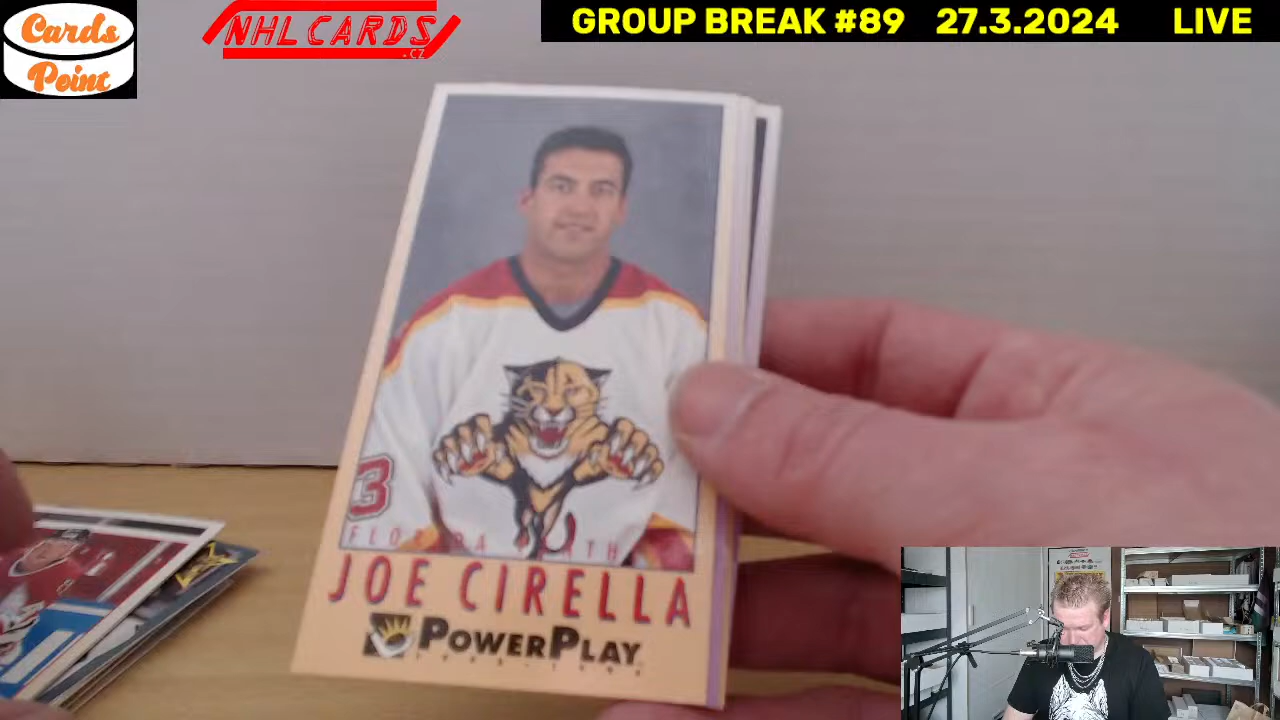 Cards
Point
NHL CARDS
.CZ
GROUP BREAK #89 27.3.2024 LIVE
3
JOE CIRELLA
POWERPLAY